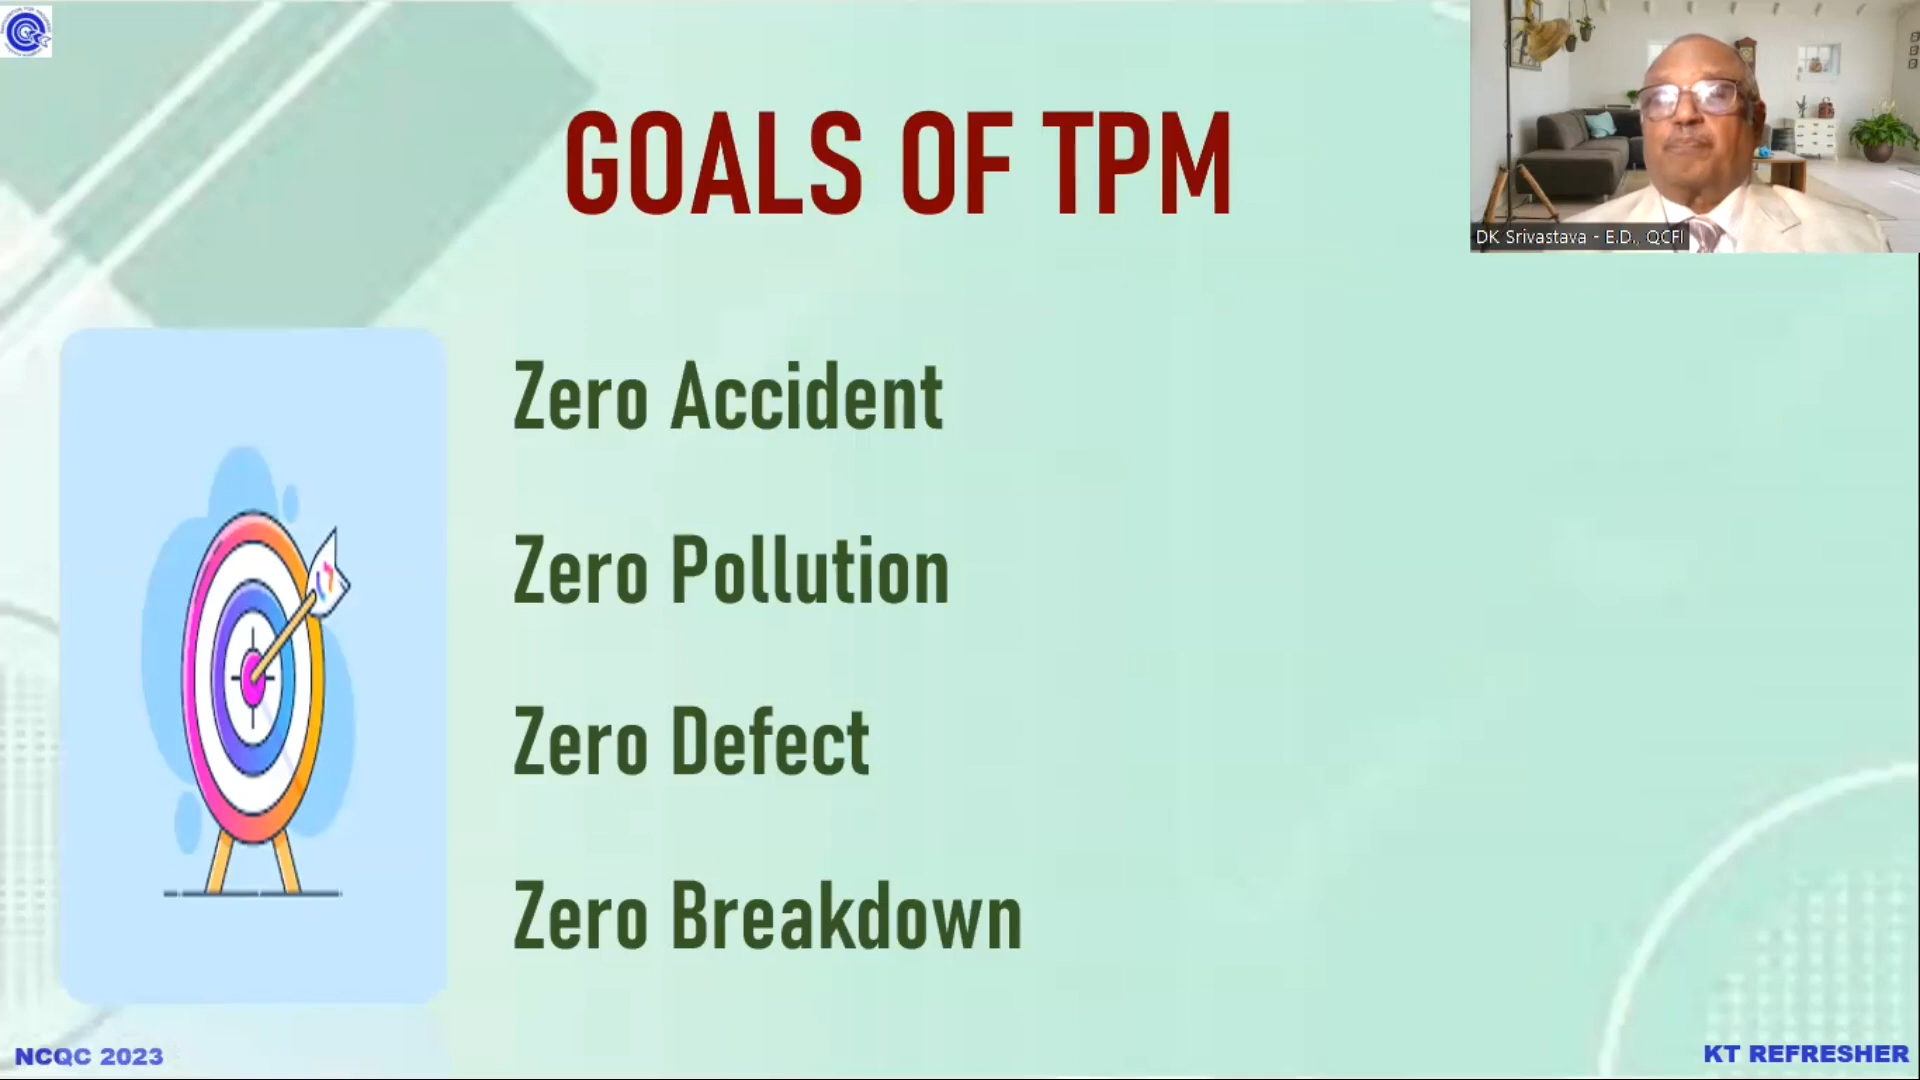 GOALS OF TPM
DK Srivastava - E.D., QCFI
Zero Accident
Zero Pollution
Zero Defect
Zero Breakdown
NCQC 2023
KT REFRESHER